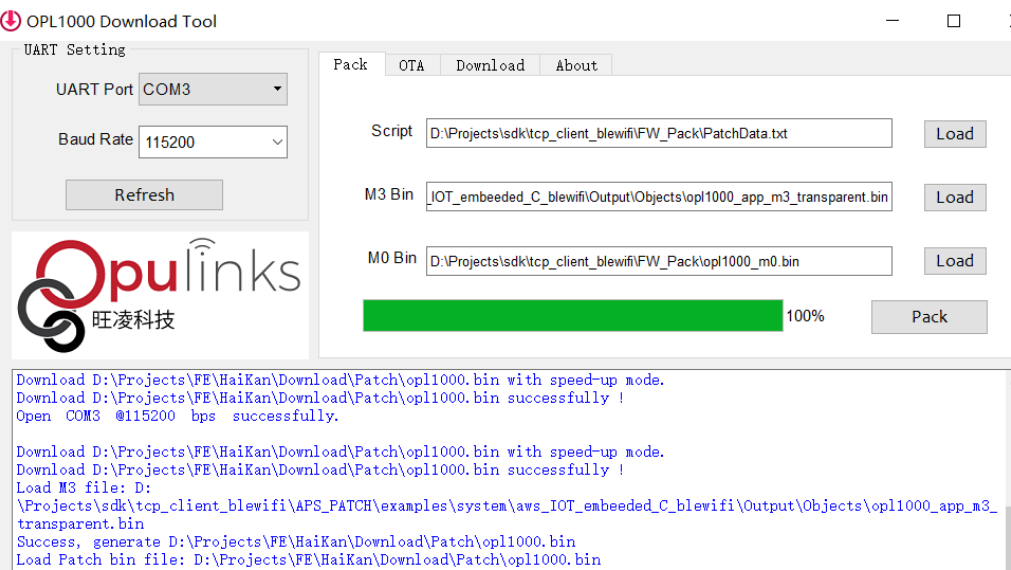 OPL1000 Download Tool
UART Setting
UART Port COM3
Baud Rate 115200
Refresh
Opulinks
旺凌科技
Pack OTA Download About
Script D:\Projects\sdk\tcp_client_blewifi\FW_Pack\PatchData.txt Load
M3 Bin _IOT_embeeded_C_blewifi\Output\Objects\opl1000_app_m3_transparent.bin Load
M0 Bin D:\Projects\sdk\tcp_client_blewifi\FW_Pack\opl1000_m0.bin Load
100% Pack
Download D:\Projects\FE\HaiKan\Download\Patch\opl1000.bin with speed-up mode.
Download D:\Projects\FE\HaiKan\Download\Patch\opl1000.bin successfully !
Open COM3 @115200 bps successfully.
Download D:\Projects\FE\HaiKan\Download\Patch\opl1000.bin with speed-up mode.
Download D:\Projects\FE\HaiKan\Download\Patch\opl1000.bin successfully !
Load M3 file: D:
\Projects\sdk\tcp_client_blewifi\APS_PATCH\examples\system\aws_IOT_embeeded_C_blewifi\Output\Objects\opl1000_app_m3_
transparent.bin
Success, generate D:\Projects\FE\HaiKan\Download\Patch\opl1000.bin
Load Patch bin file: D:\Projects\FE\HaiKan\Download\Patch\opl1000.bin